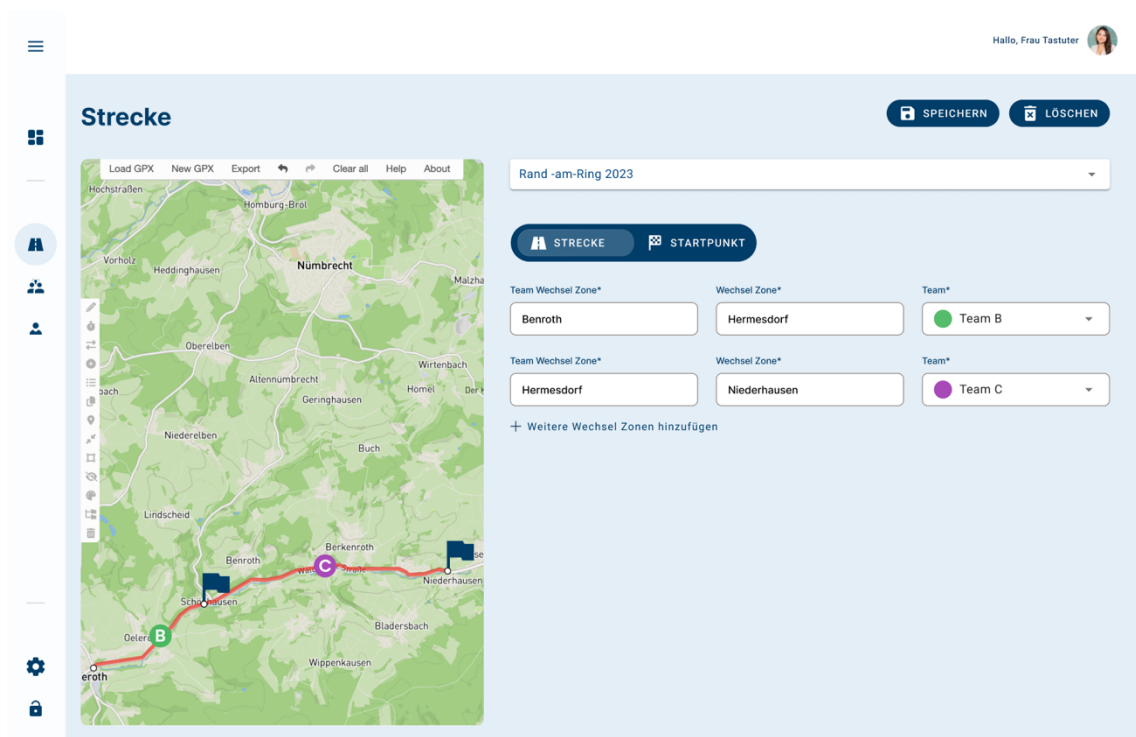 Hallo, Frau Tastuter
Strecke
SPEICHERN
LÖSCHEN
Load GPX New GPX Export Clear all Help About
Rand -am-Ring 2023
STRECKE
STARTPUNKT
Team Wechsel Zone* Wechsel Zone* Team*
Benroth Hermesdorf Team B
Team Wechsel Zone* Wechsel Zone* Team*
Hermesdorf Niederhausen Team C
Weitere Wechsel Zonen hinzufügen
Hochstraßen
Homburg-Bröl
Vorholz
Heddinghausen
Nümbrecht
Malzha
Oberelben
Wirtenbach
Altennümbrecht
bach
Homel
Der
Geringhausen
Niederelben
Buch
Lindscheid
Berkenroth
Benroth
C
Straße
Niederhausen
B
Bladersbach
Wippenkausen
eroth